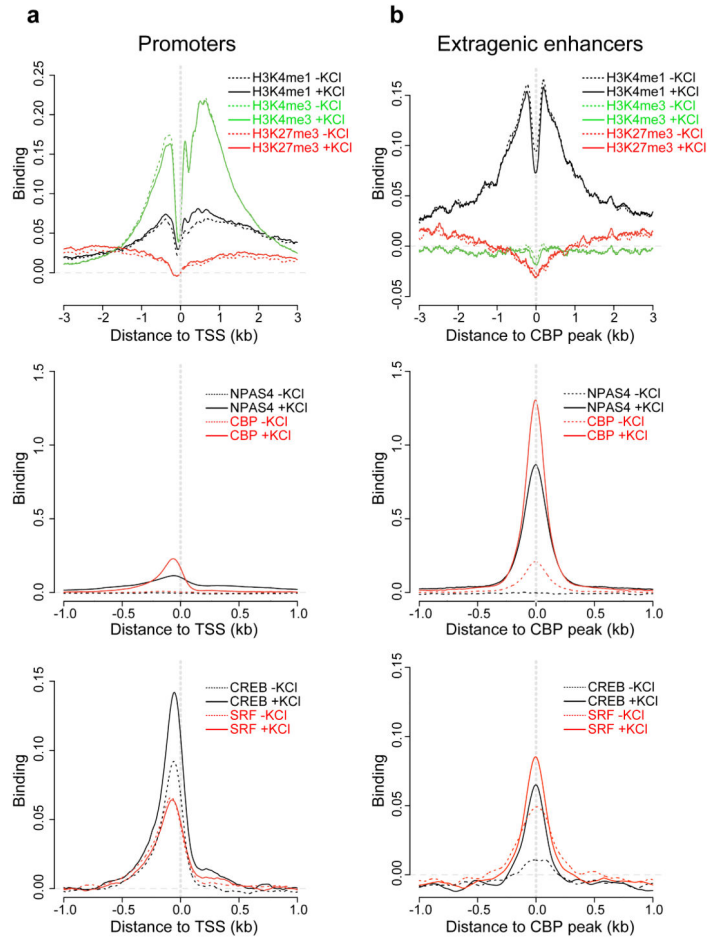 a
Promoters
H3K4me1 -KCl
H3K4me1 +KCl
H3K4me3 -KCl
H3K4me3 +KCl
H3K27me3 -KCl
H3K27me3 +KCl
0.25
0.20
0.15
0.10
0.05
0.00
Binding
-3 -2 -1 0 1 2 3
Distance to TSS (kb)
b
Extragenic enhancers
H3K4me1 -KCl
H3K4me1 +KCl
H3K4me3 -KCl
H3K4me3 +KCl
H3K27me3 -KCl
H3K27me3 +KCl
0.15
0.10
0.05
0.00
-0.05
Binding
-3 -2 -1 0 1 2 3
Distance to CBP peak (kb)
NPAS4 -KCl
NPAS4 +KCl
CBP -KCl
CBP +KCl
1.5
1.0
0.5
0.0
Binding
-1.0 -0.5 0.0 0.5 1.0
Distance to TSS (kb)
NPAS4 -KCl
NPAS4 +KCl
CBP -KCl
CBP +KCl
1.5
1.0
0.5
0.0
Binding
-1.0 -0.5 0.0 0.5 1.0
Distance to CBP peak (kb)
CREB -KCl
CREB +KCl
SRF -KCl
SRF +KCl
0.15
0.10
0.05
0.00
Binding
-1.0 -0.5 0.0 0.5 1.0
Distance to TSS (kb)
CREB -KCl
CREB +KCl
SRF -KCl
SRF +KCl
0.15
0.10
0.05
0.00
Binding
-1.0 -0.5 0.0 0.5 1.0
Distance to CBP peak (kb)